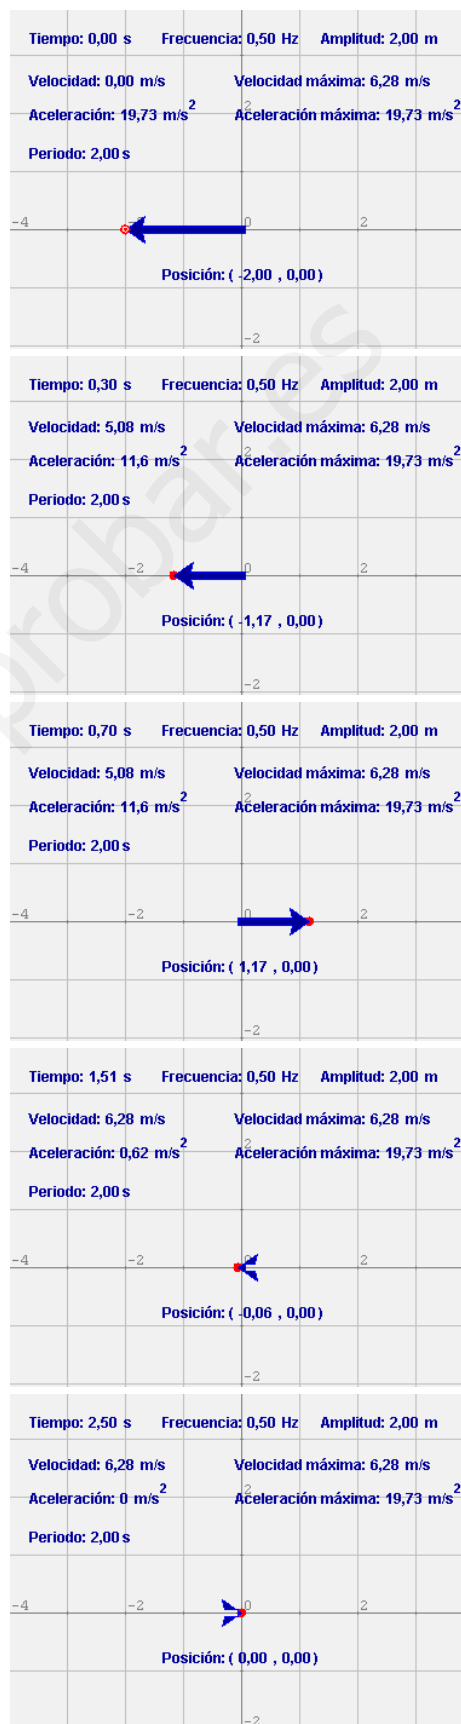 Tiempo: 0,00 s Frecuencia: 0,50 Hz Amplitud: 2,00 m
Velocidad: 0,00 m/s Velocidad máxima: 6,28 m/s
2
Aceleración: 19,73 m/s² Aceleración máxima: 19,73 m/s²
Periodo: 2,00 s
-4 -2 0 2
Posición: ( -2,00 , 0,00 )
-2
Tiempo: 0,30 s Frecuencia: 0,50 Hz Amplitud: 2,00 m
Velocidad: 5,08 m/s Velocidad máxima: 6,28 m/s
2
Aceleración: 11,6 m/s² Aceleración máxima: 19,73 m/s²
Periodo: 2,00 s
-4 -2 0 2
Posición: ( -1,17 , 0,00 )
-2
Tiempo: 0,70 s Frecuencia: 0,50 Hz Amplitud: 2,00 m
Velocidad: 5,08 m/s Velocidad máxima: 6,28 m/s
2
Aceleración: 11,6 m/s² Aceleración máxima: 19,73 m/s²
Periodo: 2,00 s
-4 -2 0 2
Posición: ( 1,17 , 0,00 )
-2
Tiempo: 1,51 s Frecuencia: 0,50 Hz Amplitud: 2,00 m
Velocidad: 6,28 m/s Velocidad máxima: 6,28 m/s
2
Aceleración: 0,62 m/s² Aceleración máxima: 19,73 m/s²
Periodo: 2,00 s
-4 -2 0 2
Posición: ( -0,06 , 0,00 )
-2
Tiempo: 2,50 s Frecuencia: 0,50 Hz Amplitud: 2,00 m
Velocidad: 6,28 m/s Velocidad máxima: 6,28 m/s
2
Aceleración: 0 m/s² Aceleración máxima: 19,73 m/s²
Periodo: 2,00 s
-4 -2 0 2
Posición: ( 0,00 , 0,00 )
-2
probar.es